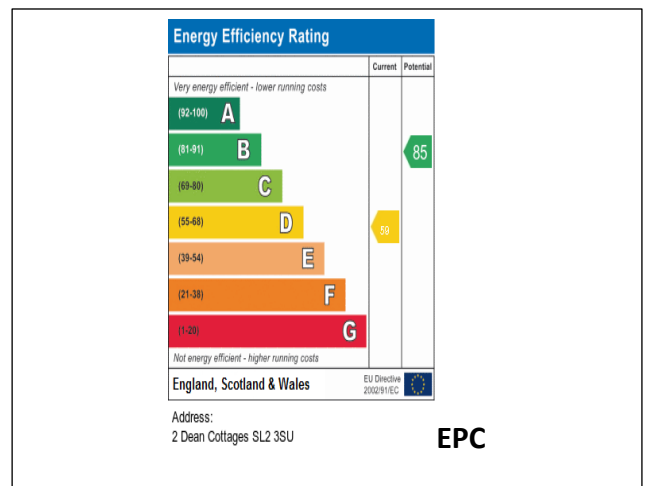 Energy Efficiency Rating
Current Potential
Very energy efficient - lower running costs
(92-100) A
(81-91) B
85
(69-80) C
(55-68) D
59
(39-54) E
(21-38) F
(1-20) G
Not energy efficient - higher running costs
England, Scotland & Wales
EU Directive
2002/91/EC
Address:
2 Dean Cottages SL2 3SU
EPC